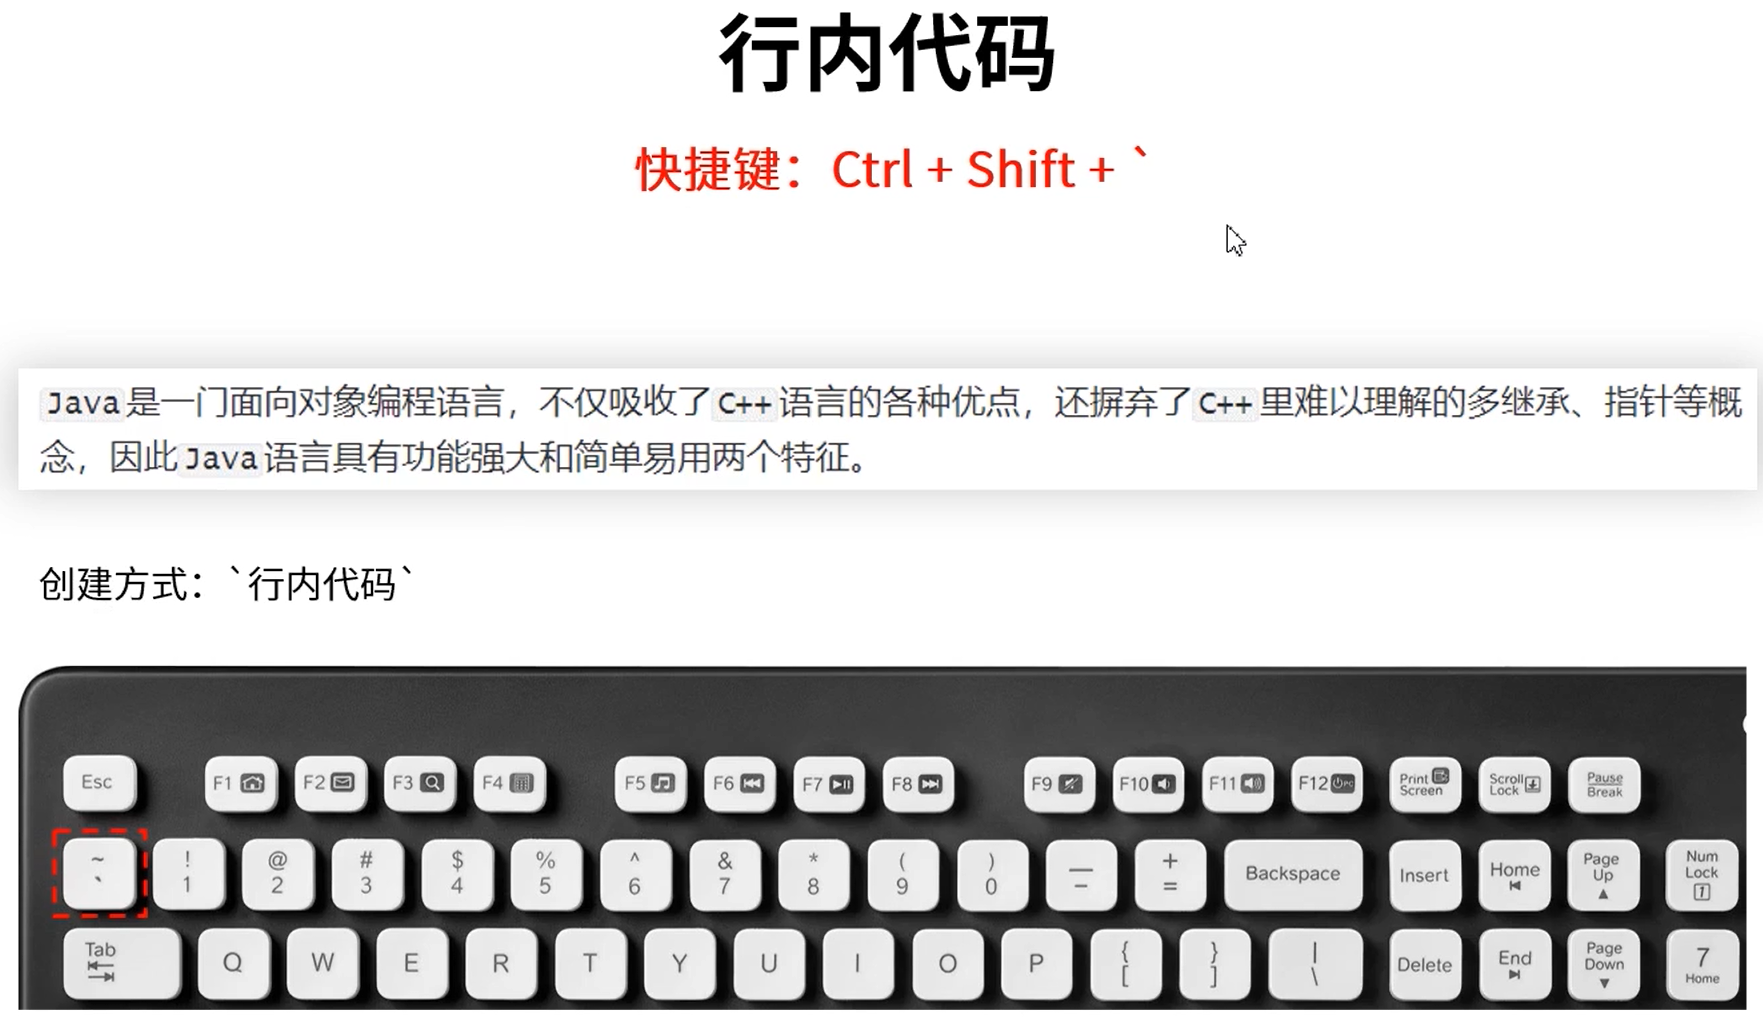 行内代码
快捷键：Ctrl + Shift + `
Java是一门面向对象编程语言，不仅吸收了C++语言的各种优点，还摒弃了C++里难以理解的多继承、指针等概
念，因此Java语言具有功能强大和简单易用两个特征。
创建方式：`行内代码`
Esc F1 F2 F3 F4 F5 F6 F7 F8 F9 F10 F11 F12 Print Screen Scroll Lock Pause Break
~ ` ! 1 @ 2 # 3 $ 4 % 5 ^ 6 & 7 * 8 ( 9 ) 0 — - + = Backspace Insert Home Page Up Num Lock 1
Tab Q W E R T Y U I O P { [ } ] | \ Delete End Page Down 7 Home